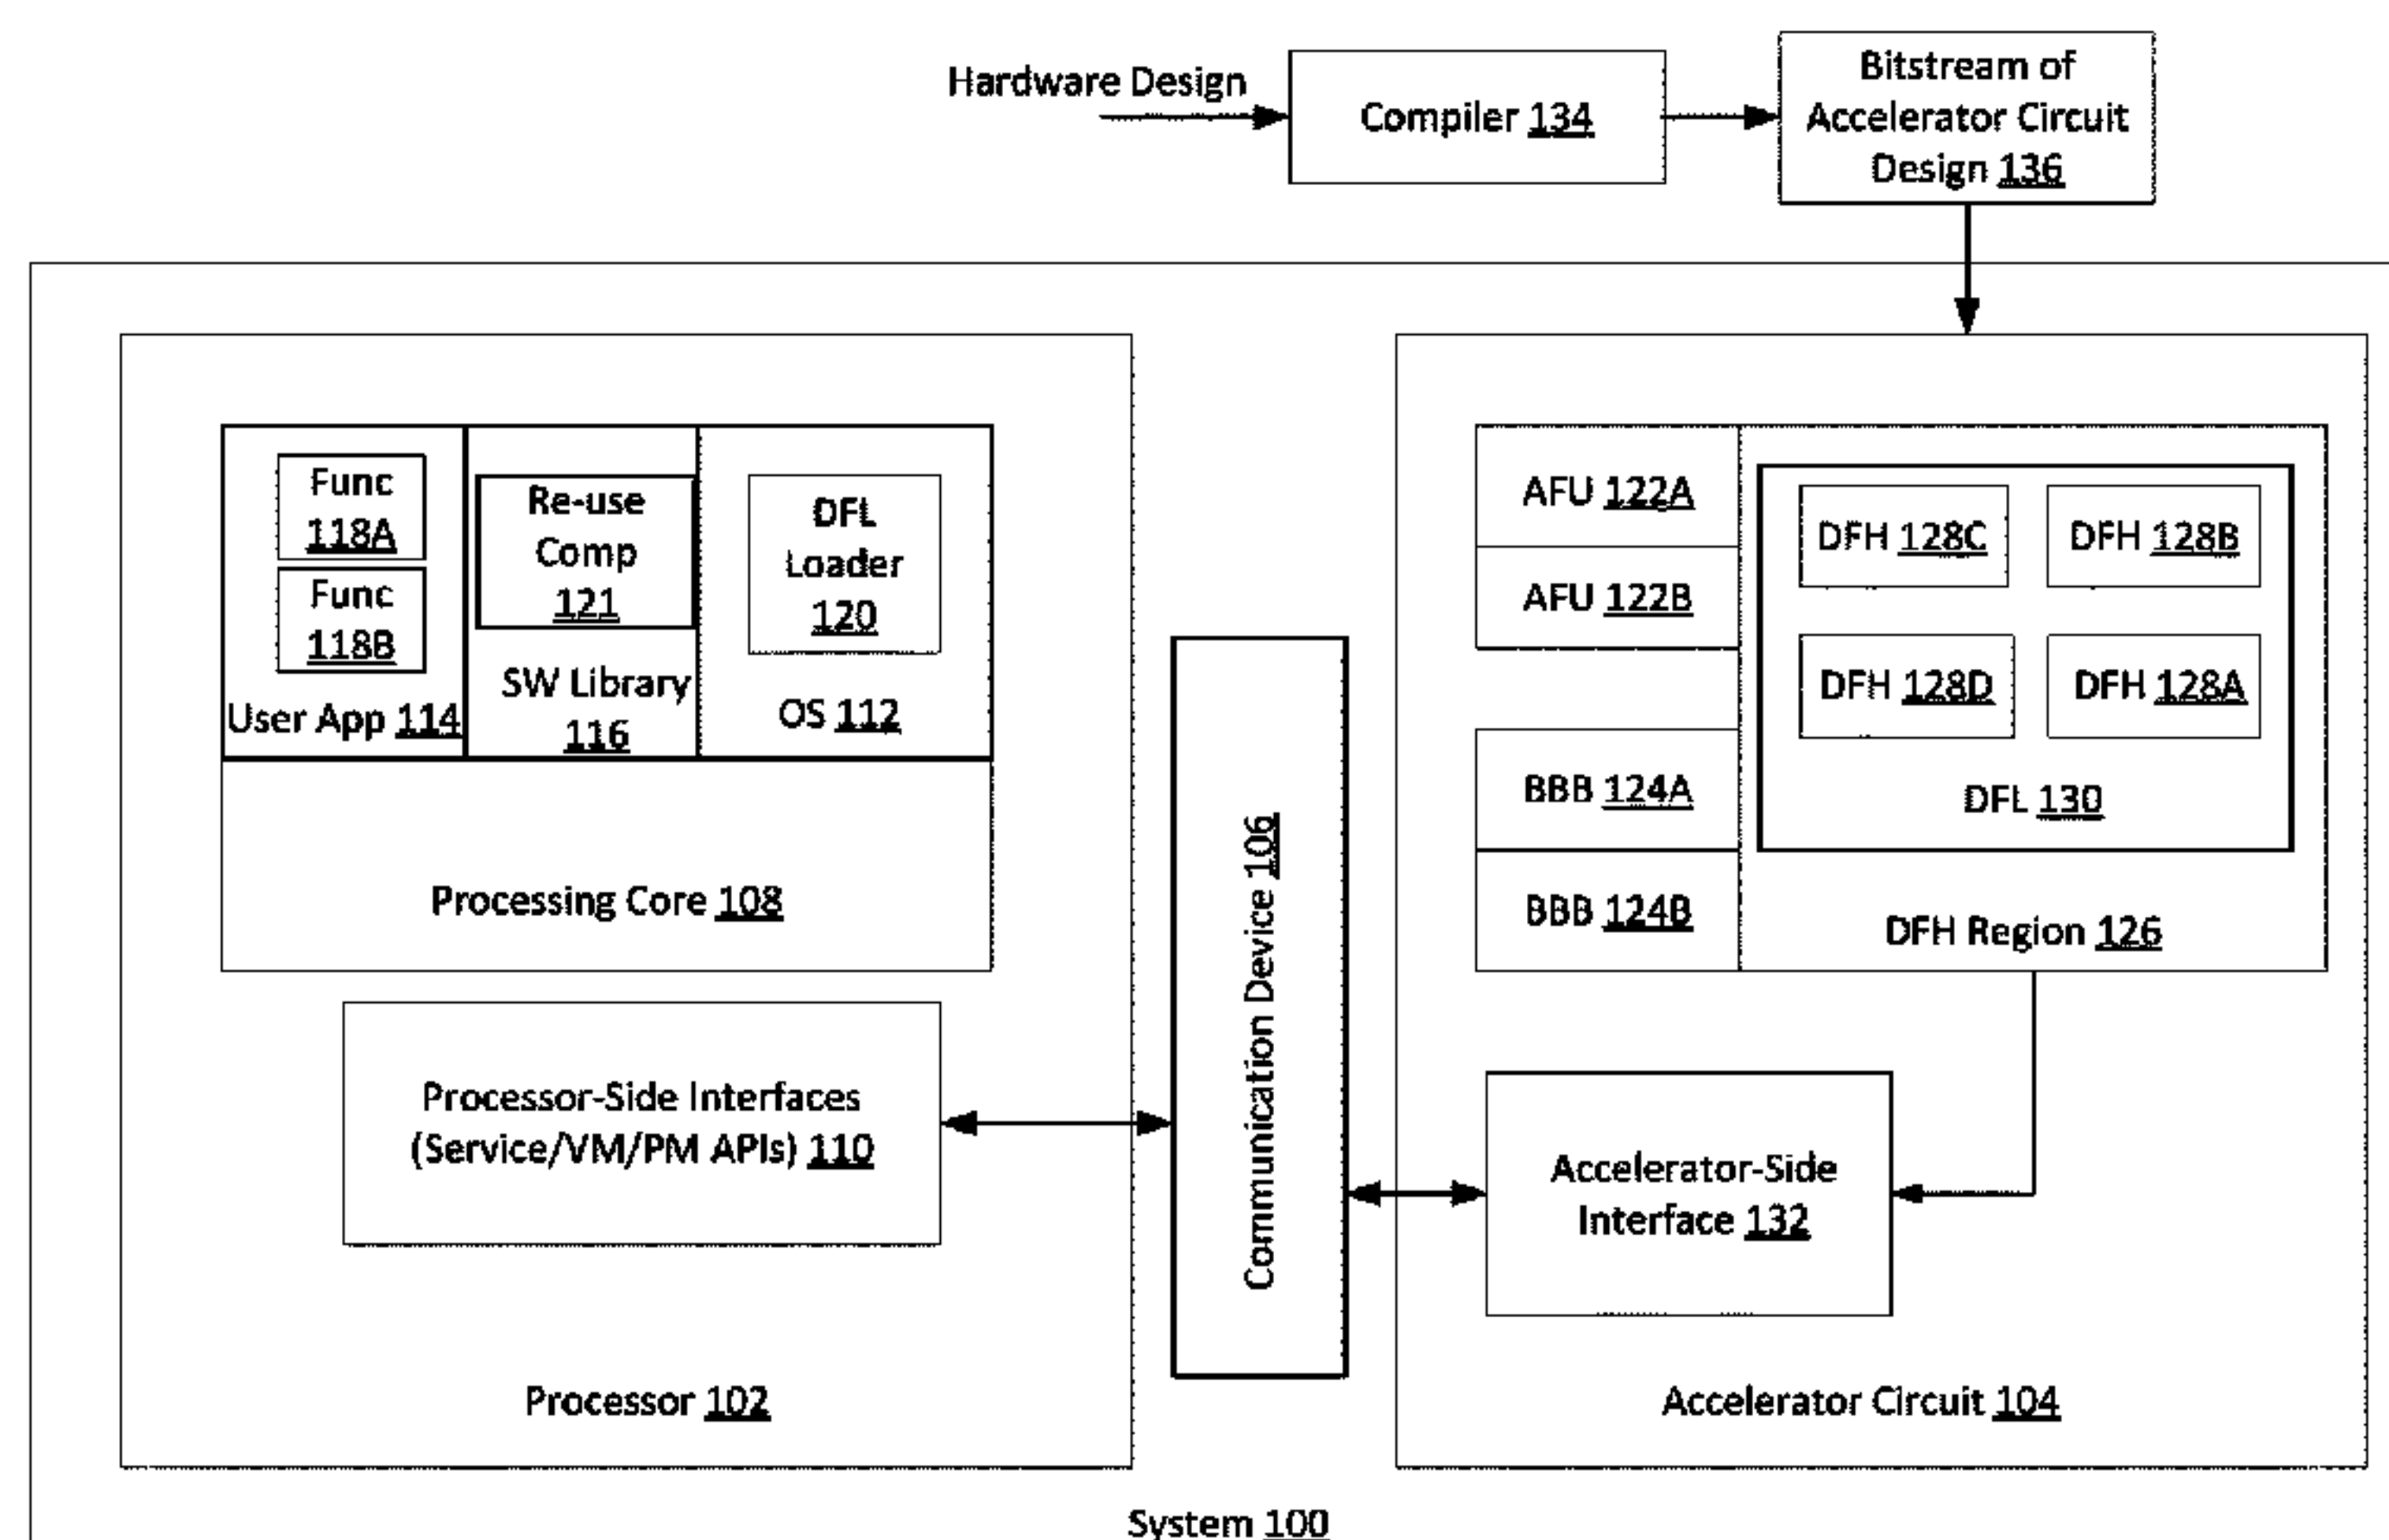 Hardware Design
Compiler 134
Bitstream of
Accelerator Circuit
Design 136
Func
118A
Func
118B
User App 114
Re-use
Comp
121
SW Library
116
DFL
Loader
120
OS 112
Processing Core 108
Processor-Side Interfaces
(Service/VM/PM APIs) 110
Processor 102
Communication Device 106
AFU 122A
AFU 122B
BBB 124A
BBB 124B
DFH 128C
DFH 128B
DFH 128D
DFH 128A
DFL 130
DFH Region 126
Accelerator-Side
Interface 132
Accelerator Circuit 104
System 100